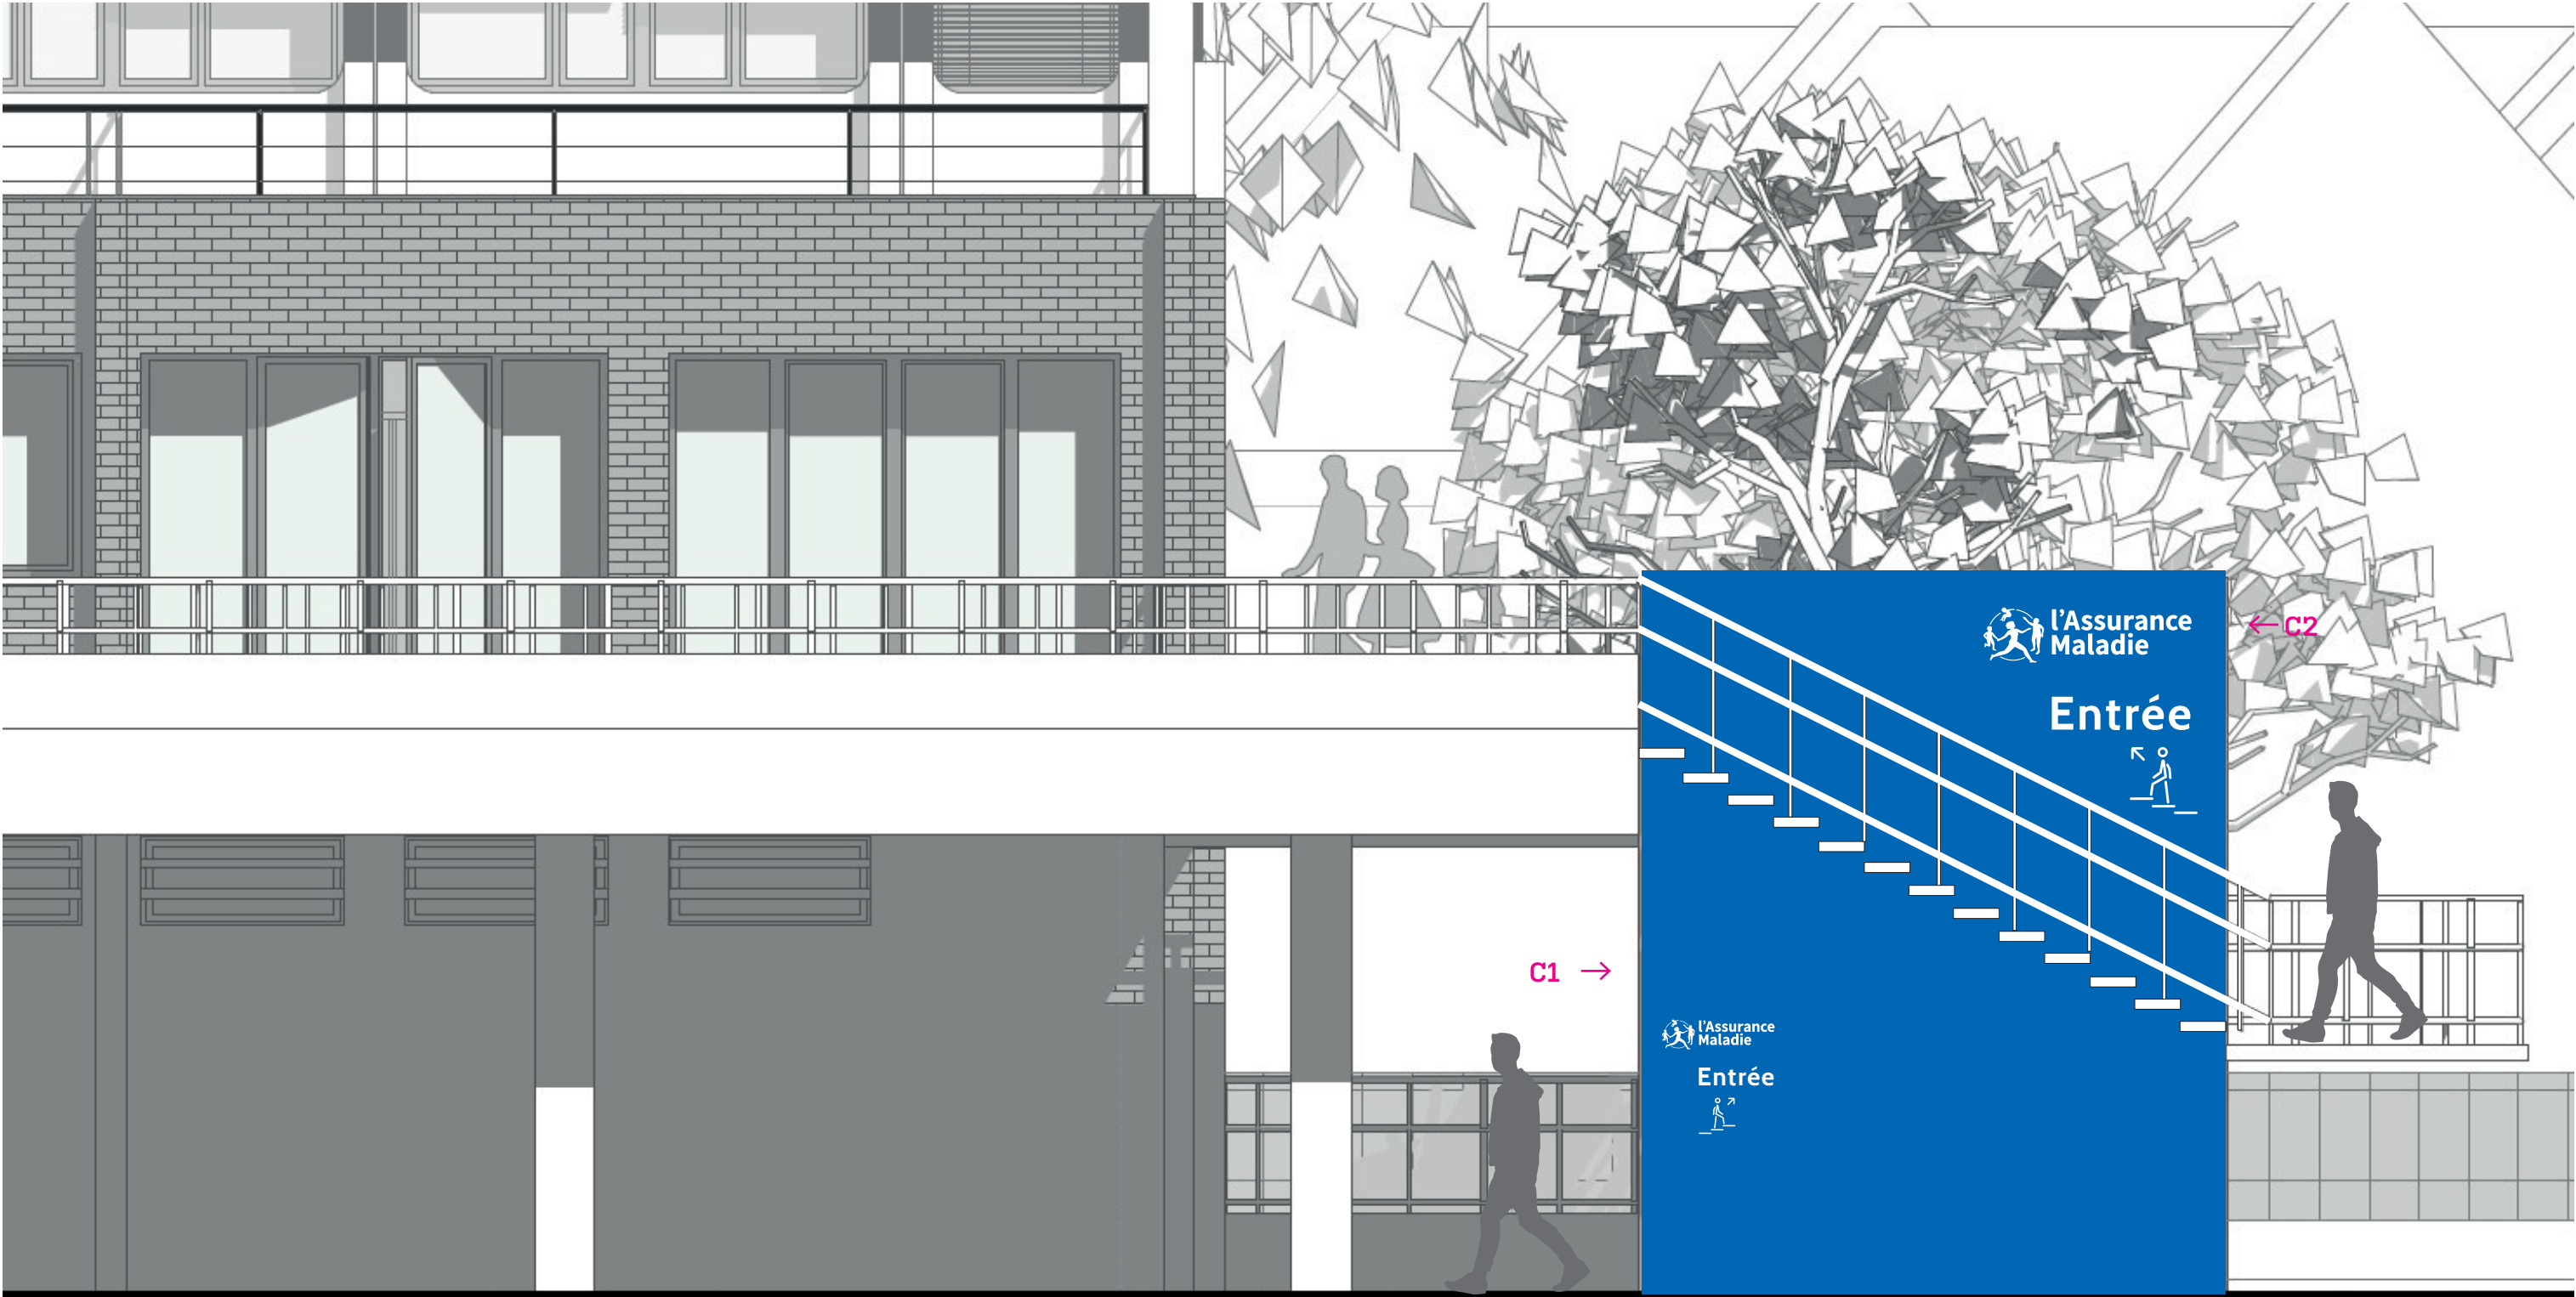 l'Assurance
Maladie
← C2
Entrée
C1 →
l'Assurance
Maladie
Entrée